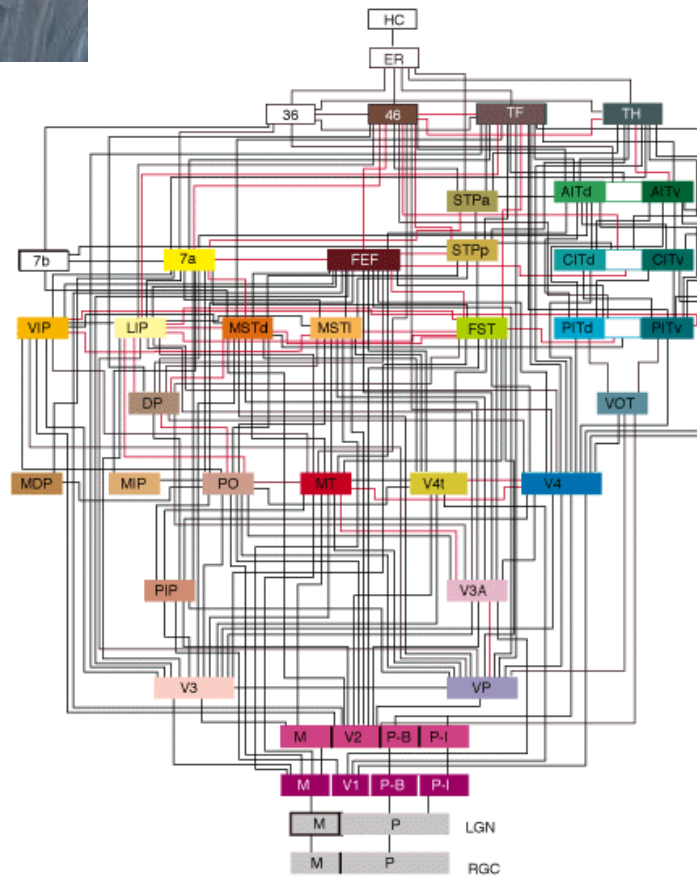 HC
ER
36 46 TF TH
STPa AITd AITv
7b 7a FEF STPp CITd CITv
VIP LIP MSTd MSTl FST PITd PITv
DP VOT
MDP MIP PO MT V4t V4
PIP V3A
V3 VP
M V2 P-B P-I
M V1 P-B P-I
M P LGN
M P RGC